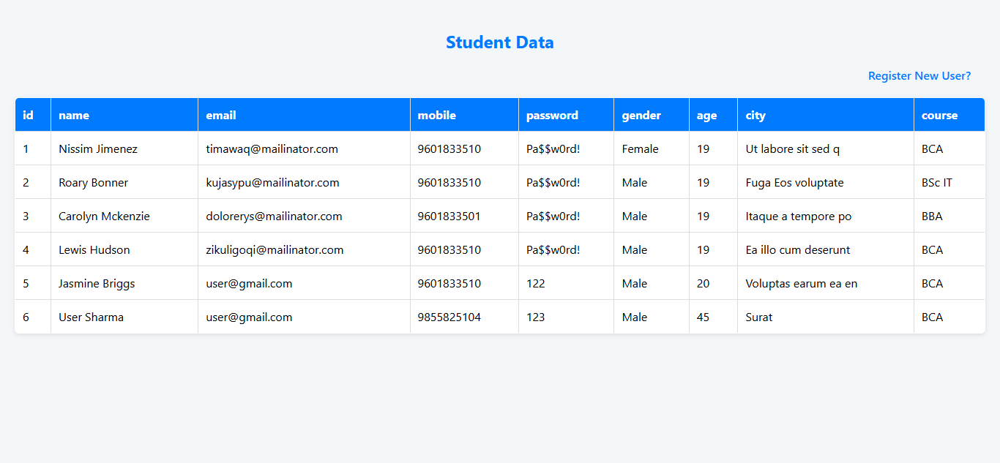 Student Data
Register New User?
id name email mobile password gender age city course
1 Nissim Jimenez timawaq@mailinator.com 9601833510 Pa$$w0rd! Female 19 Ut labore sit sed q BCA
2 Roary Bonner kujasypu@mailinator.com 9601833510 Pa$$w0rd! Male 19 Fuga Eos voluptate BSc IT
3 Carolyn Mckenzie dolorerys@mailinator.com 9601833501 Pa$$w0rd! Male 19 Itaque a tempore po BBA
4 Lewis Hudson zikuligoqi@mailinator.com 9601833510 Pa$$w0rd! Male 19 Ea illo cum deserunt BCA
5 Jasmine Briggs user@gmail.com 9601833510 122 Male 20 Voluptas earum ea en BCA
6 User Sharma user@gmail.com 9855825104 123 Male 45 Surat BCA